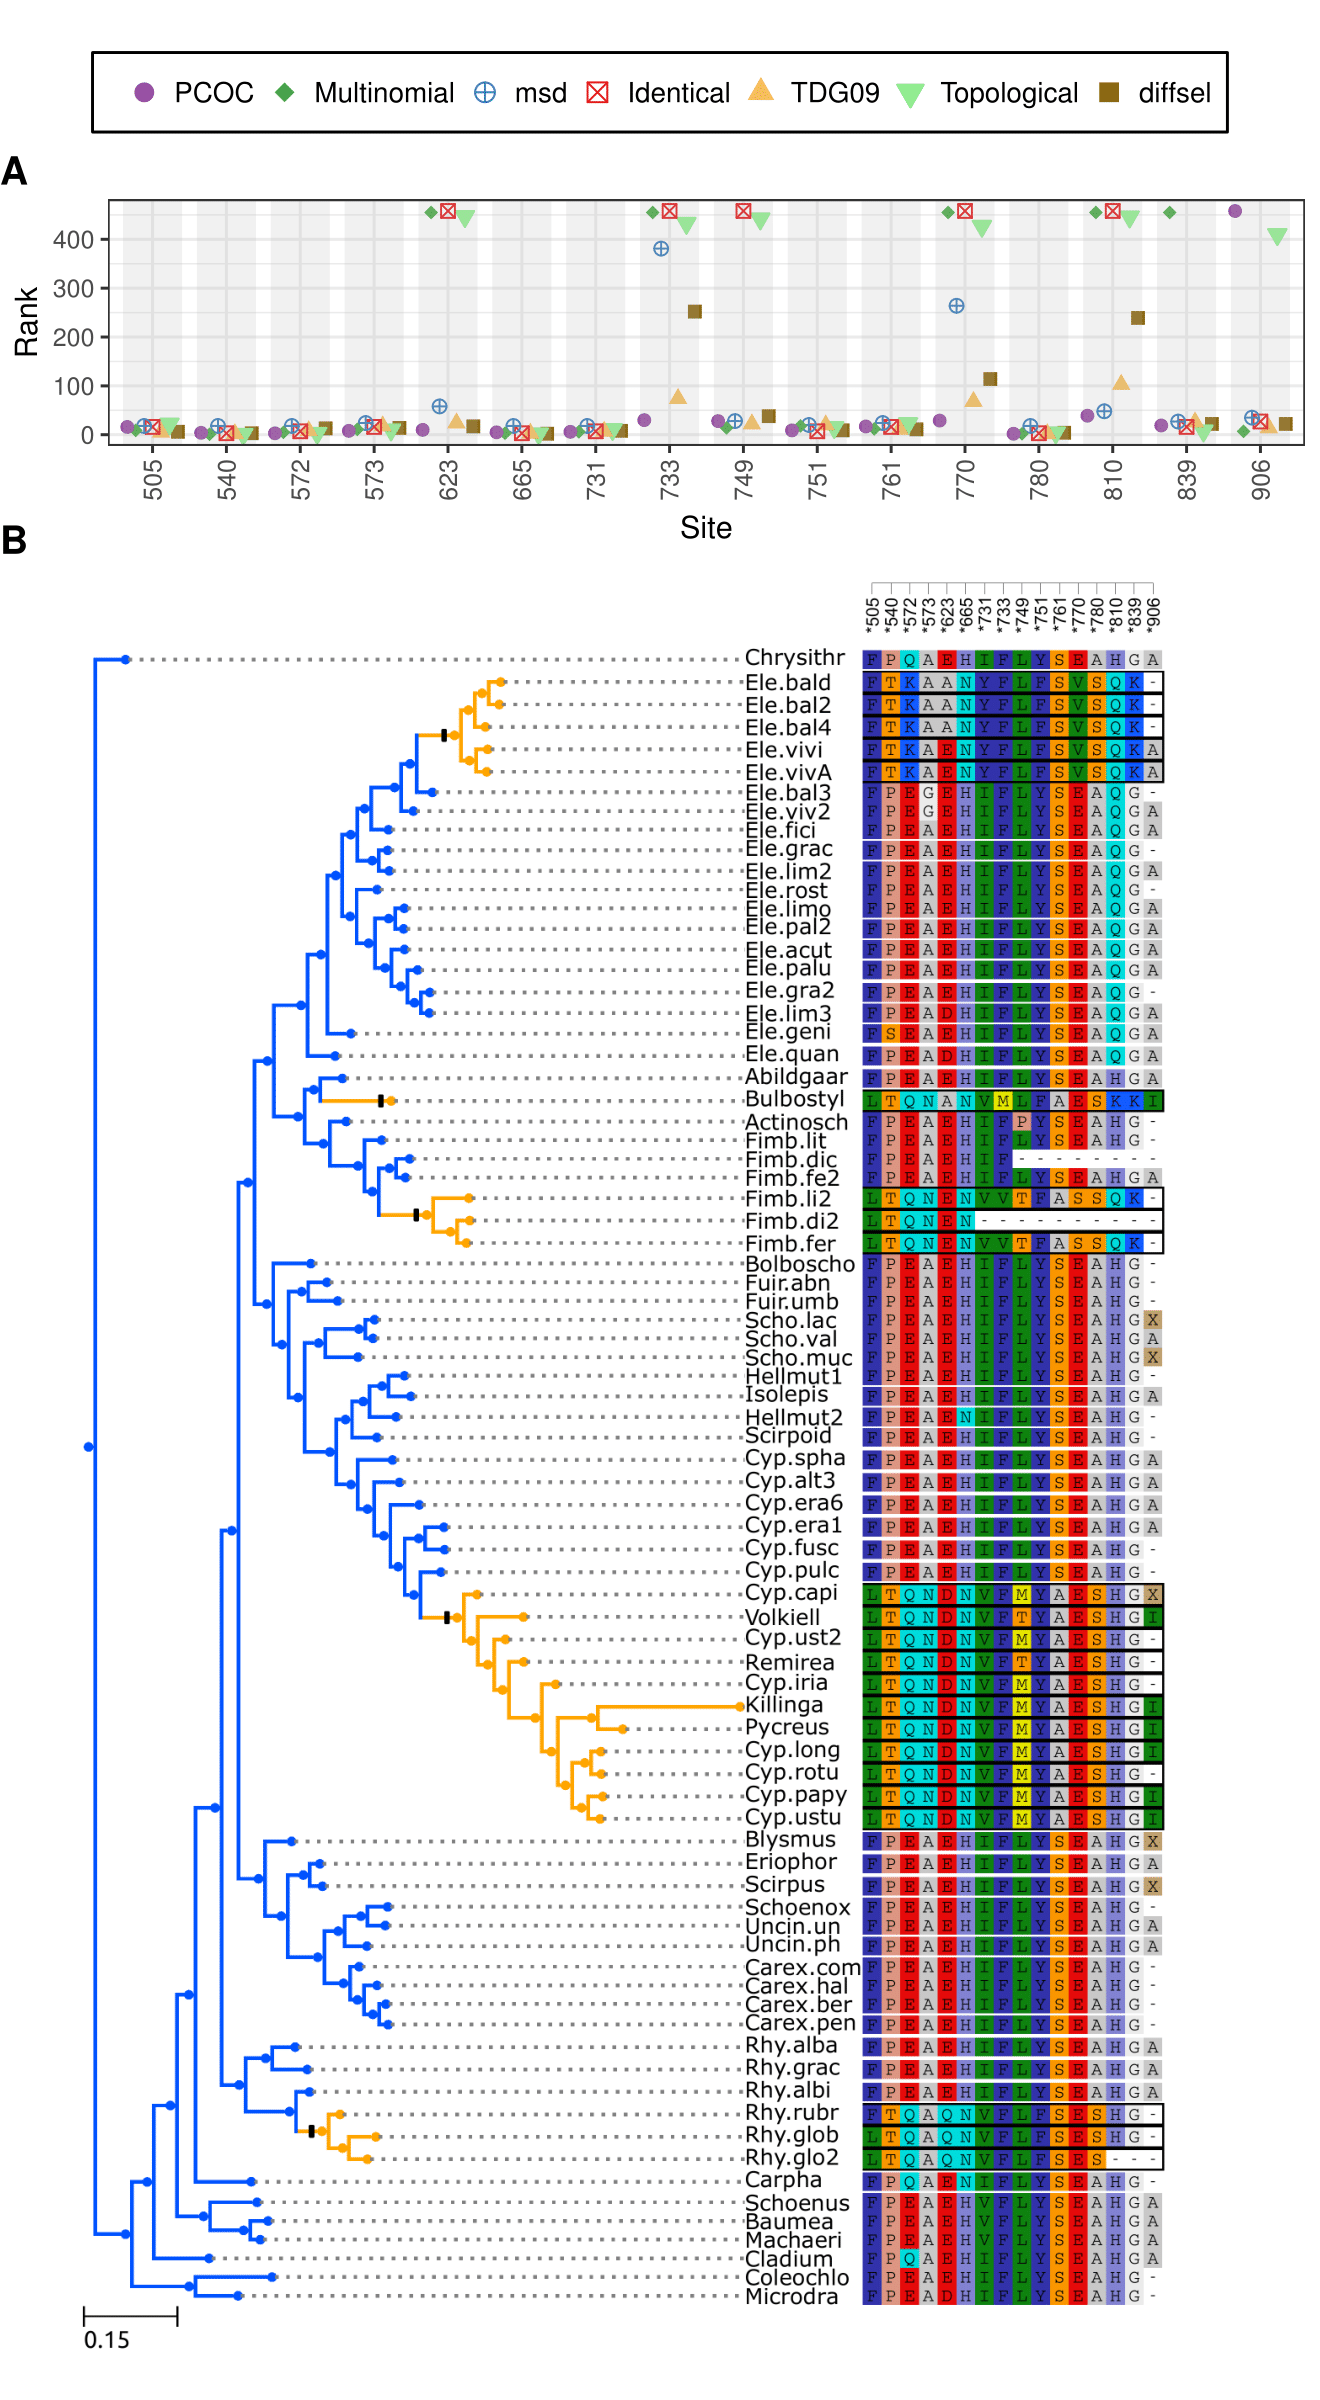 PCOC Multinomial msd Identical TDG09 Topological diffsel
A
Rank
400
300
200
100
0
505 540 572 573 623 665 731 733 749 751 761 770 780 810 839 906
Site
B
*505 *540 *572 *573 *623 *665 *731 *733 *749 *751 *761 *770 *780 *810 *839 *906
Chrysithr F P Q A E H I F L Y S E A H G A
Ele.bald F T K A A N Y F L F S V S Q K -
Ele.bal2 F T K A A N Y F L F S V S Q K -
Ele.bal4 F T K A A N Y F L F S V S Q K -
Ele.vivi F T K A E N Y F L F S V S Q K A
Ele.vivA F T K A E N Y F L F S V S Q K A
Ele.bal3 F P E G E H I F L Y S E A Q G -
Ele.viv2 F P E G E H I F L Y S E A Q G A
Ele.fici F P E A E H I F L Y S E A Q G A
Ele.grac F P E A E H I F L Y S E A Q G -
Ele.lim2 F P E A E H I F L Y S E A Q G A
Ele.rost F P E A E H I F L Y S E A Q G -
Ele.limo F P E A E H I F L Y S E A Q G A
Ele.pal2 F P E A E H I F L Y S E A Q G A
Ele.acut F P E A E H I F L Y S E A Q G A
Ele.palu F P E A E H I F L Y S E A Q G A
Ele.gra2 F P E A E H I F L Y S E A Q G -
Ele.lim3 F P E A D H I F L Y S E A Q G A
Ele.geni F S E A E H I F L Y S E A Q G A
Ele.quan F P E A D H I F L Y S E A Q G A
Abildgaar F P E A E H I F L Y S E A H G A
Bulbostyl L T Q N A N V M L F A E S K K I
Actinosch F P E A E H I F P Y S E A H G -
Fimb.lit F P E A E H I F L Y S E A H G -
Fimb.dic F P E A E H I F - - - - - - - -
Fimb.fe2 F P E A E H I F L Y S E A H G A
Fimb.li2 L T Q N E N V V T F A S S Q K -
Fimb.di2 L T Q N E N - - - - - - - - - -
Fimb.fer L T Q N E N V V T F A S S Q K -
Bolboscho F P E A E H I F L Y S E A H G -
Fuir.abn F P E A E H I F L Y S E A H G -
Fuir.umb F P E A E H I F L Y S E A H G -
Scho.lac F P E A E H I F L Y S E A H G X
Scho.val F P E A E H I F L Y S E A H G A
Scho.muc F P E A E H I F L Y S E A H G X
Hellmut1 F P E A E H I F L Y S E A H G -
Isolepis F P E A E H I F L Y S E A H G A
Hellmut2 F P E A E N I F L Y S E A H G -
Scirpoid F P E A E H I F L Y S E A H G -
Cyp.spha F P E A E H I F L Y S E A H G A
Cyp.alt3 F P E A E H I F L Y S E A H G A
Cyp.era6 F P E A E H I F L Y S E A H G A
Cyp.era1 F P E A E H I F L Y S E A H G A
Cyp.fusc F P E A E H I F L Y S E A H G -
Cyp.pulc F P E A E H I F L Y S E A H G -
Cyp.capi L T Q N D N V F M Y A E S H G X
Volkiell L T Q N D N V F T Y A E S H G I
Cyp.ust2 L T Q N D N V F M Y A E S H G -
Remirea L T Q N D N V F T Y A E S H G -
Cyp.iria L T Q N D N V F M Y A E S H G -
Killinga L T Q N D N V F M Y A E S H G I
Pycreus L T Q N D N V F M Y A E S H G I
Cyp.long L T Q N D N V F M Y A E S H G I
Cyp.rotu L T Q N D N V F M Y A E S H G -
Cyp.papy L T Q N D N V F M Y A E S H G I
Cyp.ustu L T Q N D N V F M Y A E S H G I
Blysmus F P E A E H I F L Y S E A H G X
Eriophor F P E A E H I F L Y S E A H G A
Scirpus F P E A E H I F L Y S E A H G X
Schoenox F P E A E H I F L Y S E A H G -
Uncin.un F P E A E H I F L Y S E A H G A
Uncin.ph F P E A E H I F L Y S E A H G A
Carex.com F P E A E H I F L Y S E A H G -
Carex.hal F P E A E H I F L Y S E A H G -
Carex.ber F P E A E H I F L Y S E A H G -
Carex.pen F P E A E H I F L Y S E A H G -
Rhy.alba F P E A E H I F L Y S E A H G A
Rhy.grac F P E A E H I F L Y S E A H G A
Rhy.albi F P E A E H I F L Y S E A H G A
Rhy.rubr F T Q A Q N V F L F S E S H G -
Rhy.glob L T Q A Q N V F L F S E S H G -
Rhy.glo2 L T Q A Q N V F L F S E S - - -
Carpha F P Q A E N I F L Y S E A H G -
Schoenus F P E A E H V F L Y S E A H G A
Baumea F P E A E H V F L Y S E A H G A
Machaeri F P E A E H V F L Y S E A H G A
Cladium F P Q A E H I F L Y S E A H G A
Coleochlo F P E A E H I F L Y S E A H G -
Microdra F P E A D H I F L Y S E A H G -
0.15